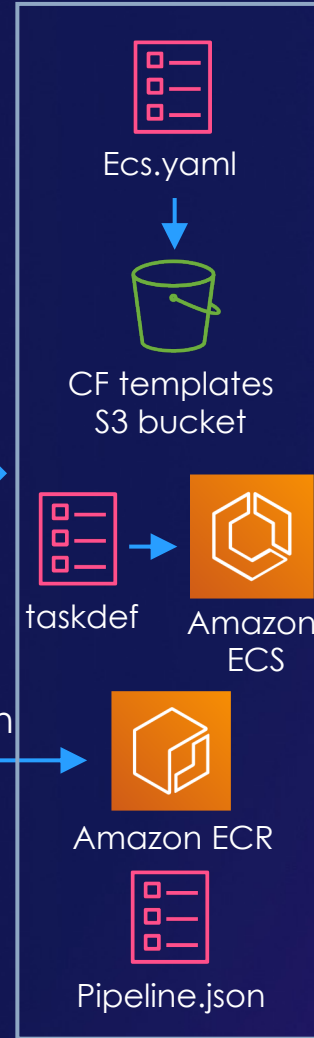 Ecs.yaml
CF templates
S3 bucket
taskdef
Amazon
ECS
Amazon ECR
Pipeline.json